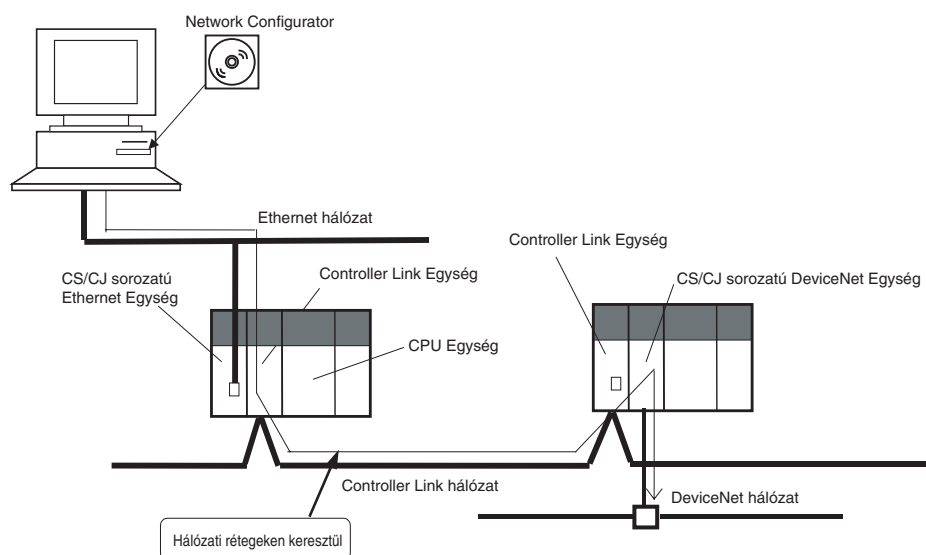 Network Configurator
Ethernet hálózat
Controller Link Egység
CS/CJ sorozatú
Ethernet Egység
Controller Link Egység
CS/CJ sorozatú DeviceNet Egység
CPU Egység
Controller Link hálózat
DeviceNet hálózat
Hálózati rétegeken keresztül